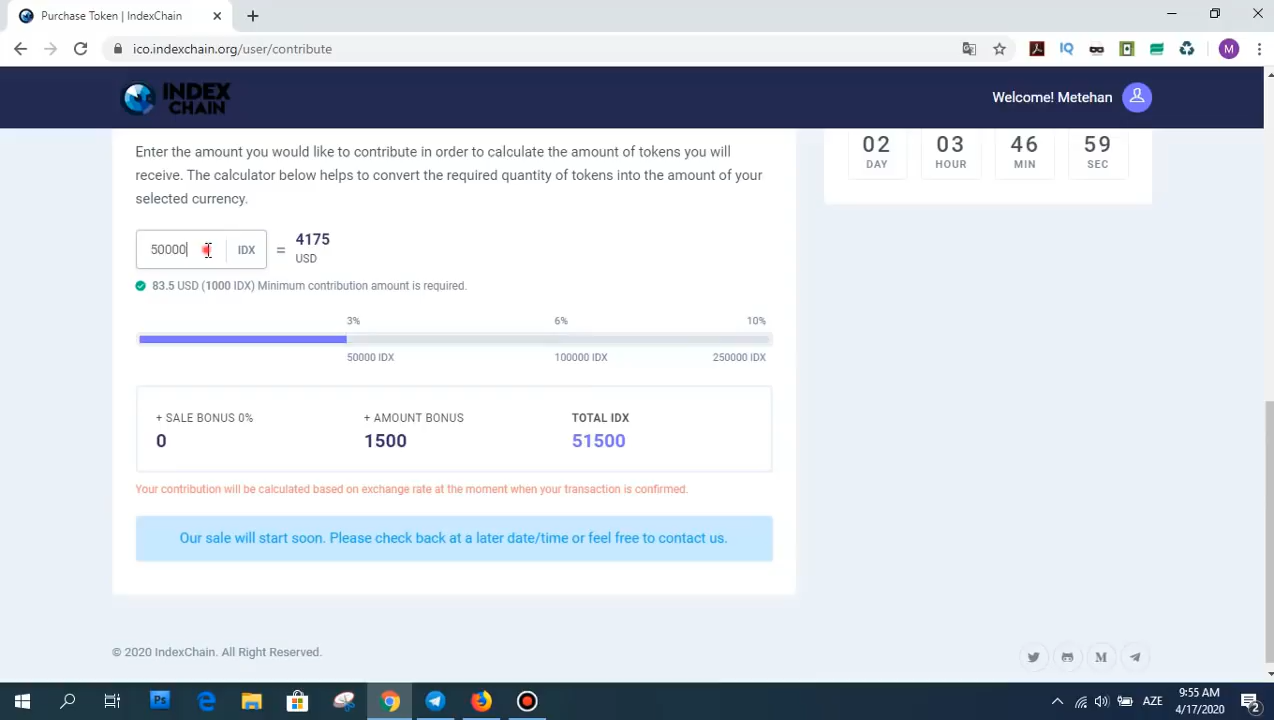 Purchase Token | IndexChain
ico.indexchain.org/user/contribute
IQ
M
INDEX
CHAIN
Welcome! Metehan
Enter the amount you would like to contribute in order to calculate the amount of tokens you will
receive. The calculator below helps to convert the required quantity of tokens into the amount of your
selected currency.
02
DAY
03
HOUR
46
MIN
59
SEC
50000
IDX
=
4175
USD
83.5 USD (1000 IDX) Minimum contribution amount is required.
3%
6%
10%
50000 IDX
100000 IDX
250000 IDX
+ SALE BONUS 0%
0
+ AMOUNT BONUS
1500
TOTAL IDX
51500
Your contribution will be calculated based on exchange rate at the moment when your transaction is confirmed.
Our sale will start soon. Please check back at a later date/time or feel free to contact us.
© 2020 IndexChain. All Right Reserved.
M
Ps
AZE
9:55 AM
4/17/2020
2